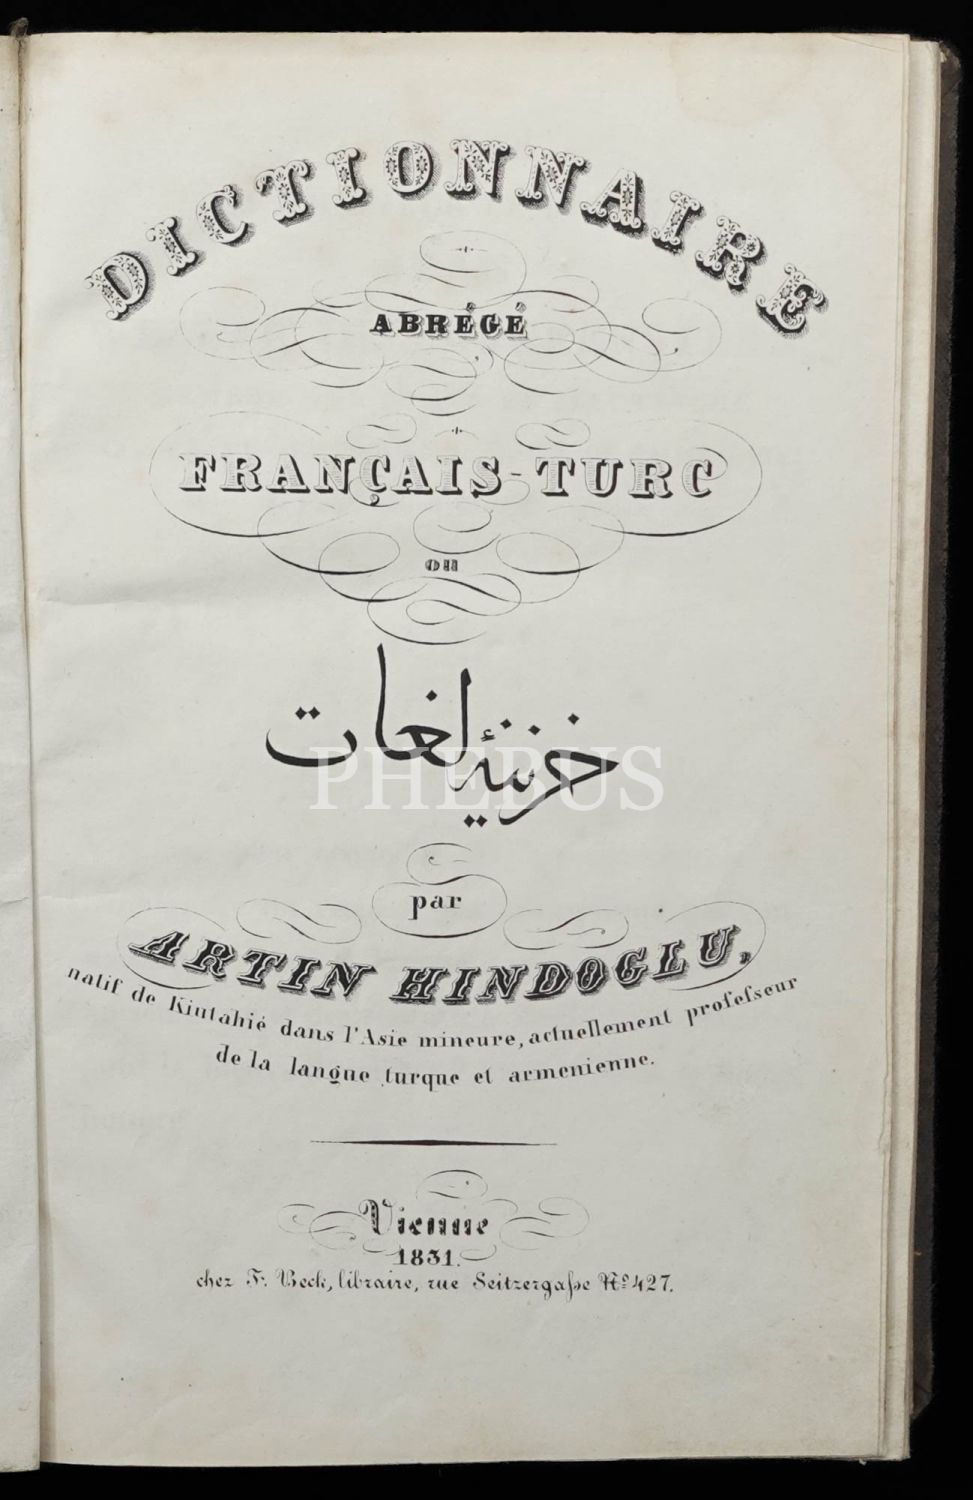 DICTIONNAIRE
ABRÉGÉ
FRANÇAIS-TURC
ou
خزينهٔ لغات
PHEBUS
par
ARTIN HINDOGLU,
natif de Kiutahié dans l'Asie mineure, actuellement profeſseur
de la langue turque et armenienne.
Vienne
1831.
chez F. Beck, libraire, rue Seitzergaſse Nº 427.